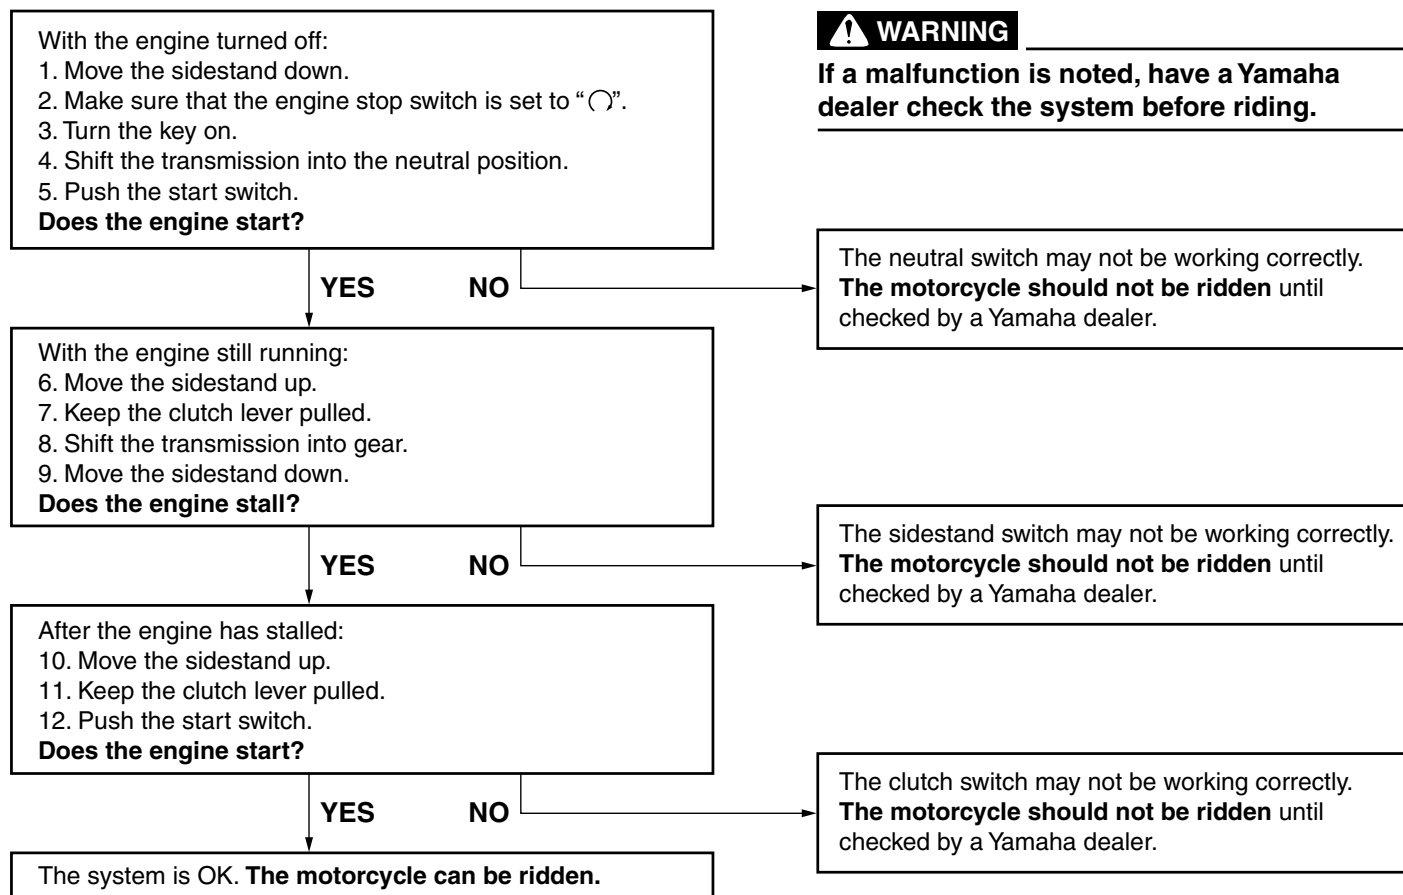 With the engine turned off:
1. Move the sidestand down.
2. Make sure that the engine stop switch is set to “○”.
3. Turn the key on.
4. Shift the transmission into the neutral position.
5. Push the start switch.
Does the engine start?
WARNING
If a malfunction is noted, have a Yamaha
dealer check the system before riding.
YES
NO
The neutral switch may not be working correctly.
The motorcycle should not be ridden until
checked by a Yamaha dealer.
With the engine still running:
6. Move the sidestand up.
7. Keep the clutch lever pulled.
8. Shift the transmission into gear.
9. Move the sidestand down.
Does the engine stall?
YES
NO
The sidestand switch may not be working correctly.
The motorcycle should not be ridden until
checked by a Yamaha dealer.
After the engine has stalled:
10. Move the sidestand up.
11. Keep the clutch lever pulled.
12. Push the start switch.
Does the engine start?
YES
NO
The clutch switch may not be working correctly.
The motorcycle should not be ridden until
checked by a Yamaha dealer.
The system is OK. The motorcycle can be ridden.